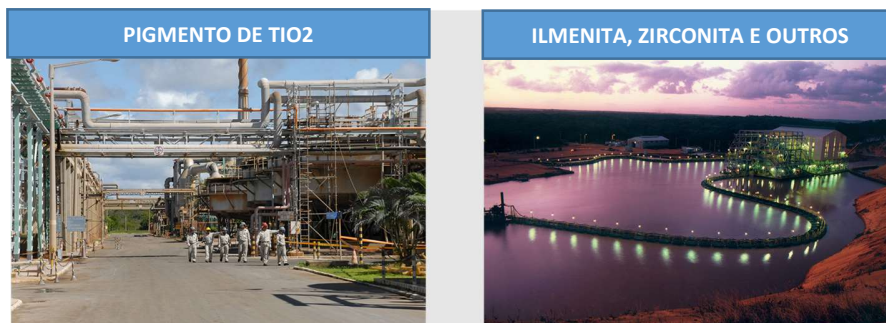 PIGMENTO DE TIO2
ILMENITA, ZIRCONITA E OUTROS